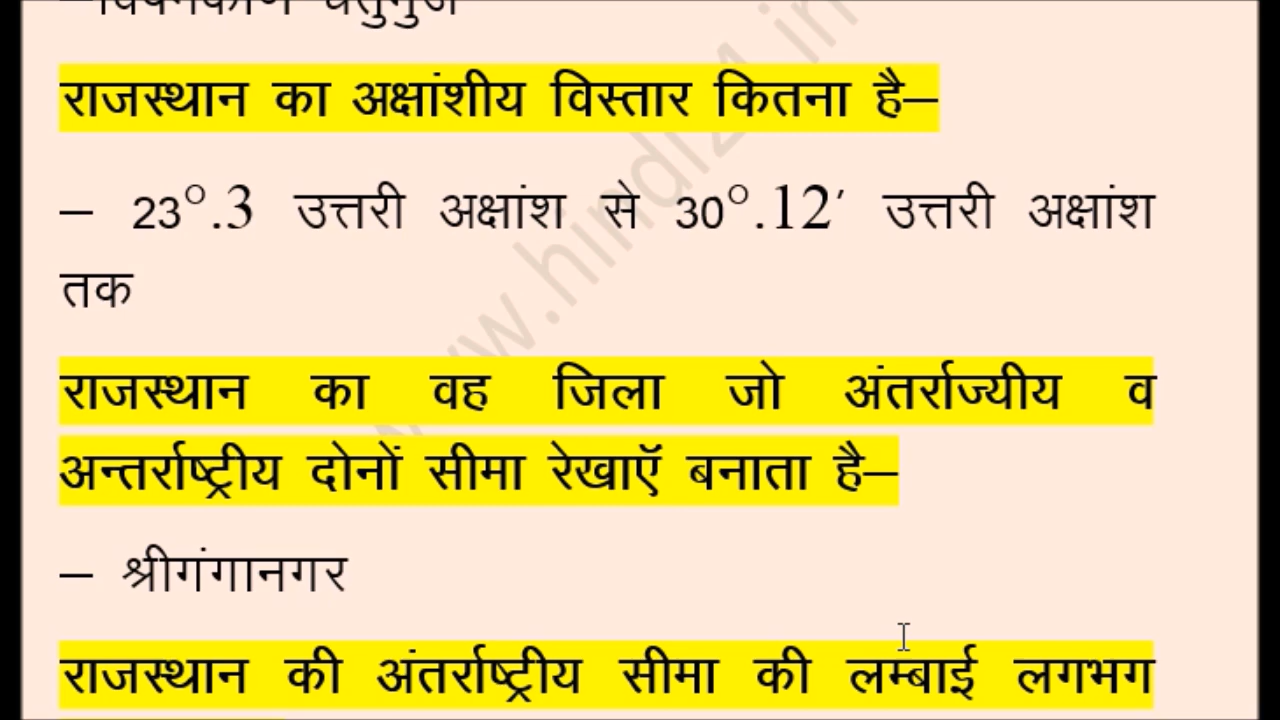 राजस्थान का अक्षांशीय विस्तार कितना है–
– 23°.3 उत्तरी अक्षांश से 30°.12′ उत्तरी अक्षांश
तक
राजस्थान का वह जिला जो अंतर्राज्यीय व
अन्तर्राष्ट्रीय दोनों सीमा रेखाऍ बनाता है–
– श्रीगंगानगर
राजस्थान की अंतर्राष्ट्रीय सीमा की लम्बाई लगभग